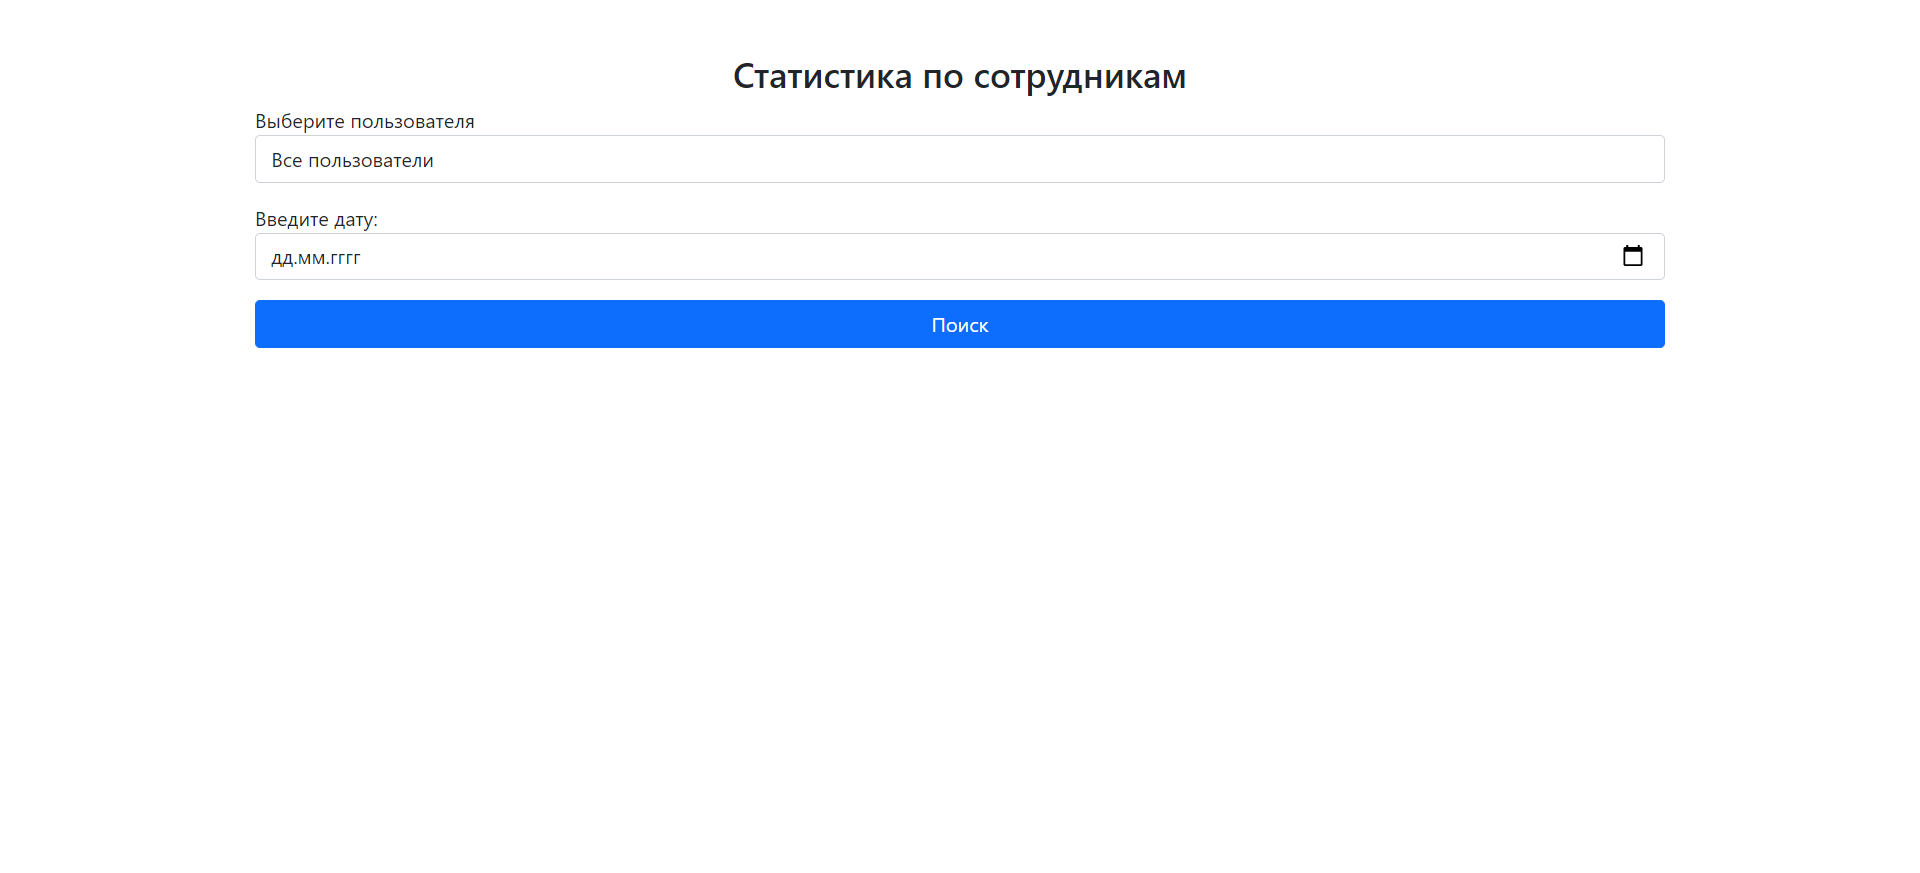 Статистика по сотрудникам
Выберите пользователя
Все пользователи
Введите дату:
дд.мм.гггг
Поиск